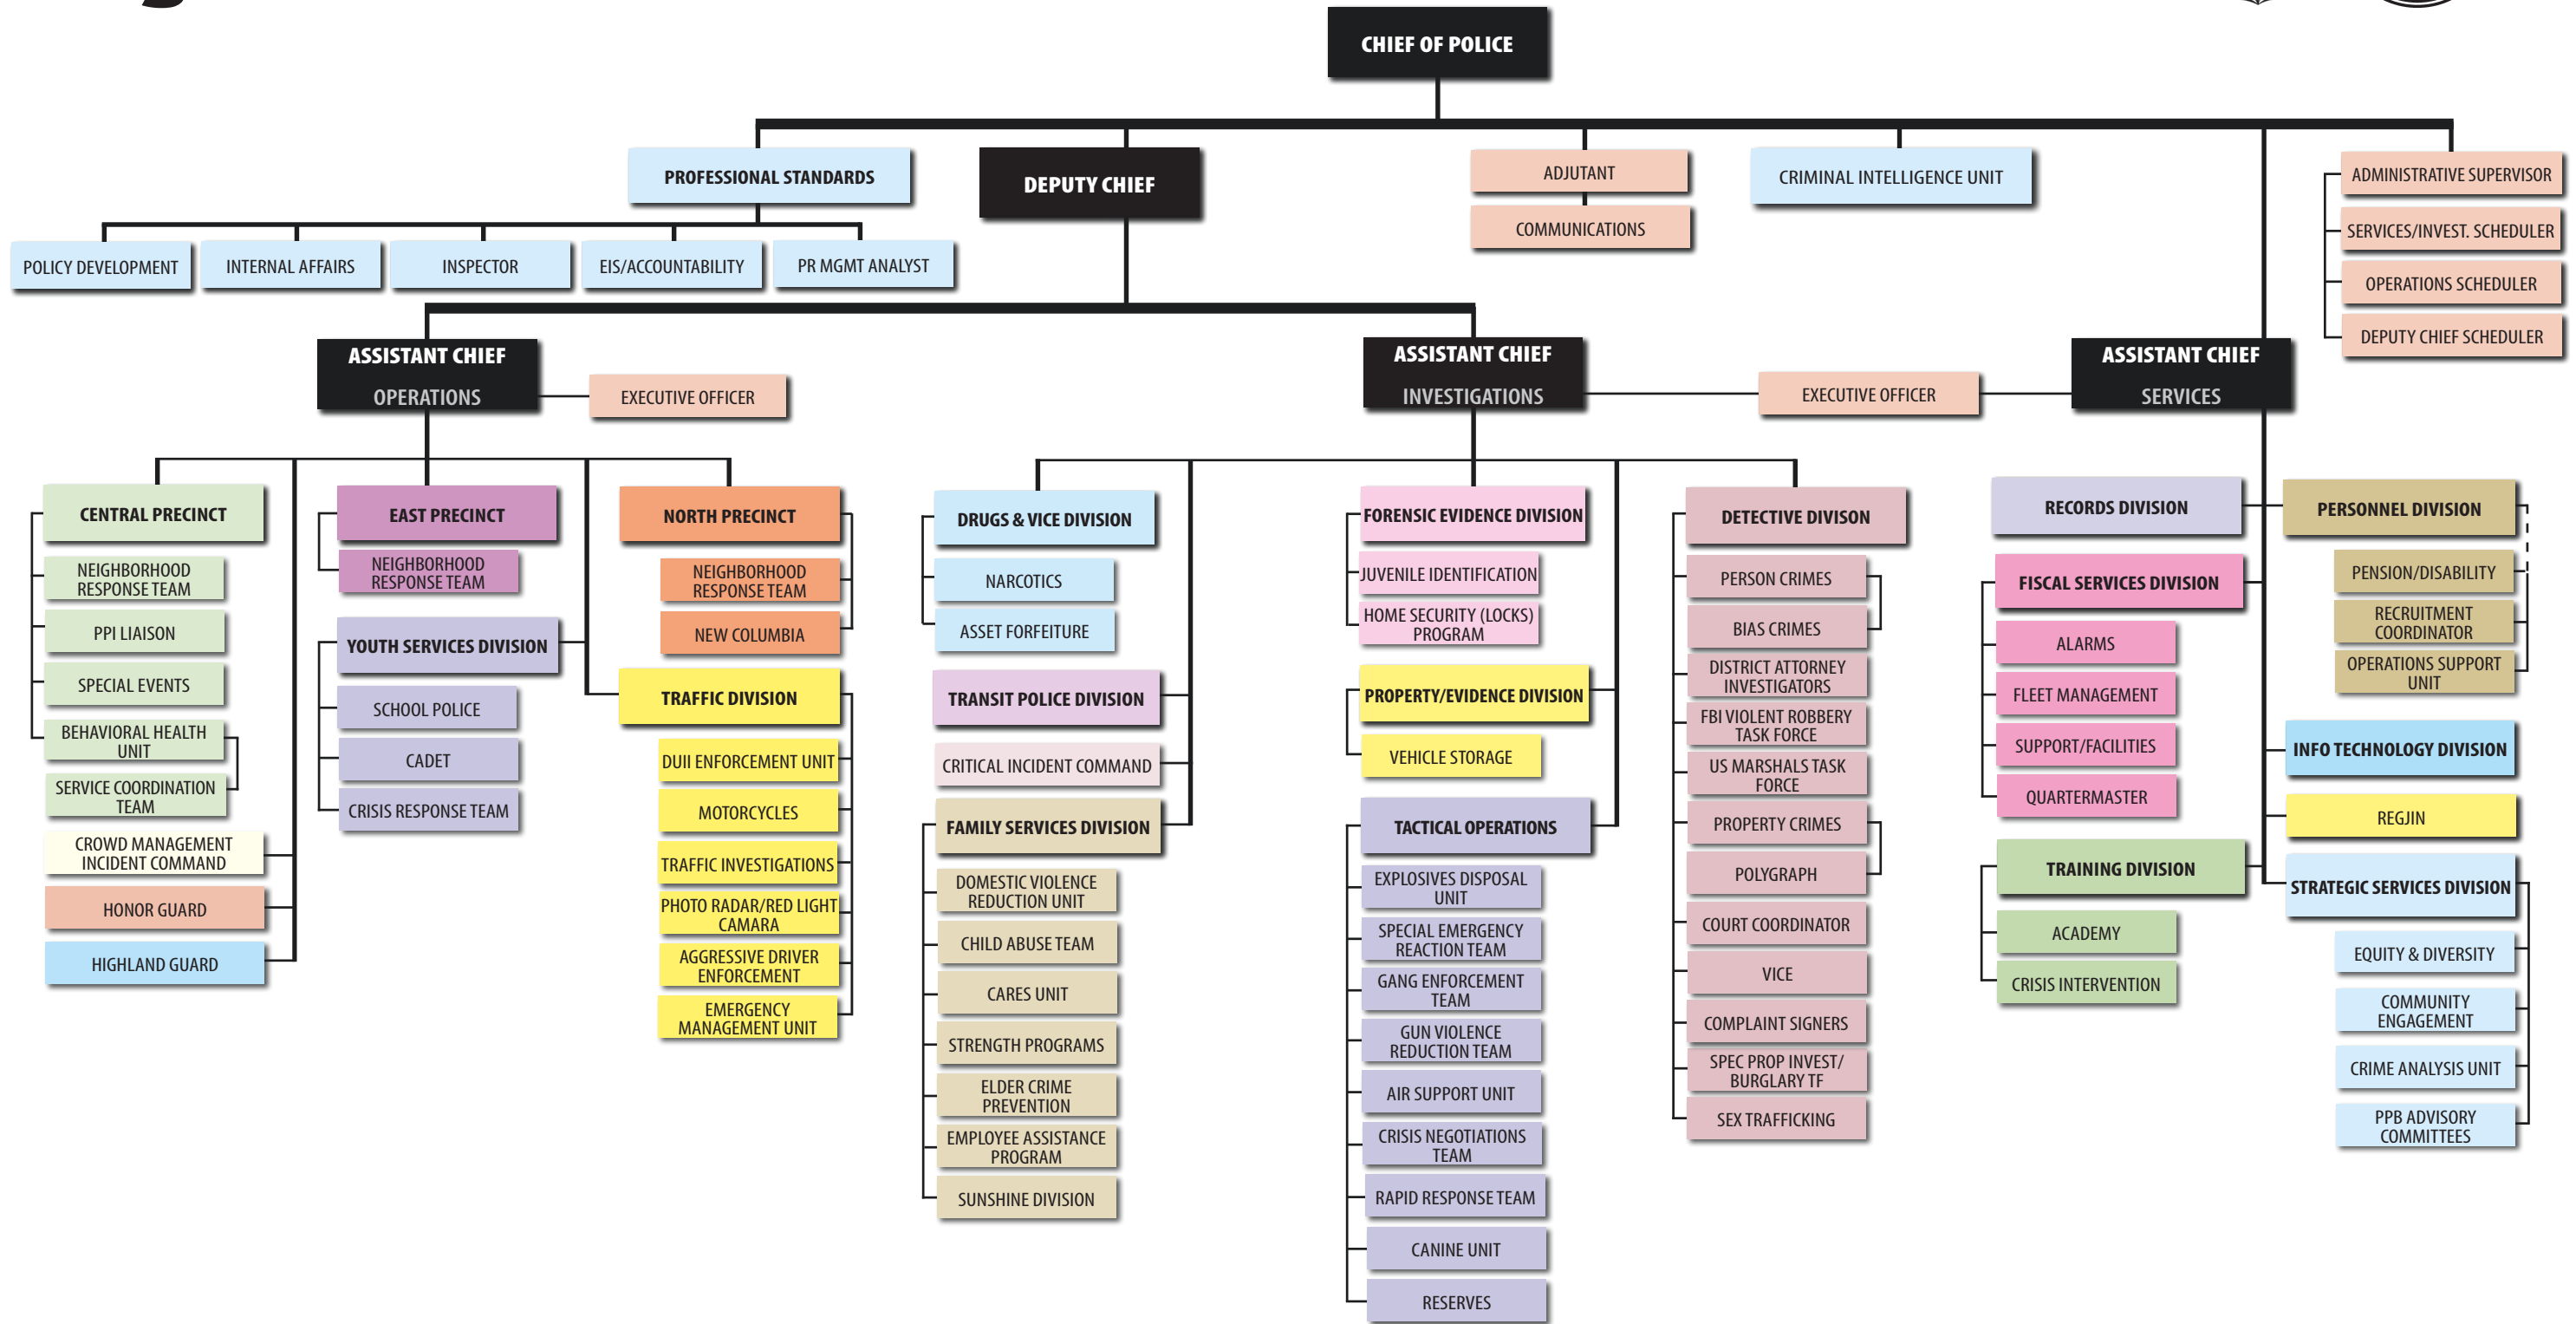 CHIEF OF POLICE
PROFESSIONAL STANDARDS
DEPUTY CHIEF
ADJUTANT
COMMUNICATIONS
CRIMINAL INTELLIGENCE UNIT
ADMINISTRATIVE SUPERVISOR
SERVICES/INVEST. SCHEDULER
OPERATIONS SCHEDULER
DEPUTY CHIEF SCHEDULER
POLICY DEVELOPMENT
INTERNAL AFFAIRS
INSPECTOR
EIS/ACCOUNTABILITY
PR MGMT ANALYST
ASSISTANT CHIEF
OPERATIONS
EXECUTIVE OFFICER
ASSISTANT CHIEF
INVESTIGATIONS
EXECUTIVE OFFICER
ASSISTANT CHIEF
SERVICES
CENTRAL PRECINCT
NEIGHBORHOOD
RESPONSE TEAM
PPI LIAISON
SPECIAL EVENTS
BEHAVIORAL HEALTH
UNIT
SERVICE COORDINATION
TEAM
CROWD MANAGEMENT
INCIDENT COMMAND
HONOR GUARD
HIGHLAND GUARD
EAST PRECINCT
NEIGHBORHOOD
RESPONSE TEAM
YOUTH SERVICES DIVISION
SCHOOL POLICE
CADET
CRISIS RESPONSE TEAM
NORTH PRECINCT
NEIGHBORHOOD
RESPONSE TEAM
NEW COLUMBIA
TRAFFIC DIVISION
DUII ENFORCEMENT UNIT
MOTORCYCLES
TRAFFIC INVESTIGATIONS
PHOTO RADAR/RED LIGHT
CAMARA
AGGRESSIVE DRIVER
ENFORCEMENT
EMERGENCY
MANAGEMENT UNIT
DRUGS & VICE DIVISION
NARCOTICS
ASSET FORFEITURE
TRANSIT POLICE DIVISION
CRITICAL INCIDENT COMMAND
FAMILY SERVICES DIVISION
DOMESTIC VIOLENCE
REDUCTION UNIT
CHILD ABUSE TEAM
CARES UNIT
STRENGTH PROGRAMS
ELDER CRIME
PREVENTION
EMPLOYEE ASSISTANCE
PROGRAM
SUNSHINE DIVISION
FORENSIC EVIDENCE DIVISION
JUVENILE IDENTIFICATION
HOME SECURITY (LOCKS)
PROGRAM
PROPERTY/EVIDENCE DIVISION
VEHICLE STORAGE
TACTICAL OPERATIONS
EXPLOSIVES DISPOSAL
UNIT
SPECIAL EMERGENCY
REACTION TEAM
GANG ENFORCEMENT
TEAM
GUN VIOLENCE
REDUCTION TEAM
AIR SUPPORT UNIT
CRISIS NEGOTIATIONS
TEAM
RAPID RESPONSE TEAM
CANINE UNIT
RESERVES
DETECTIVE DIVISON
PERSON CRIMES
BIAS CRIMES
DISTRICT ATTORNEY
INVESTIGATORS
FBI VIOLENT ROBBERY
TASK FORCE
US MARSHALS TASK
FORCE
PROPERTY CRIMES
POLYGRAPH
COURT COORDINATOR
VICE
COMPLAINT SIGNERS
SPEC PROP INVEST/
BURGLARY TF
SEX TRAFFICKING
RECORDS DIVISION
FISCAL SERVICES DIVISION
ALARMS
FLEET MANAGEMENT
SUPPORT/FACILITIES
QUARTERMASTER
TRAINING DIVISION
ACADEMY
CRISIS INTERVENTION
PERSONNEL DIVISION
PENSION/DISABILITY
RECRUITMENT
COORDINATOR
OPERATIONS SUPPORT
UNIT
INFO TECHNOLOGY DIVISION
REGJIN
STRATEGIC SERVICES DIVISION
EQUITY & DIVERSITY
COMMUNITY
ENGAGEMENT
CRIME ANALYSIS UNIT
PPB ADVISORY
COMMITTEES